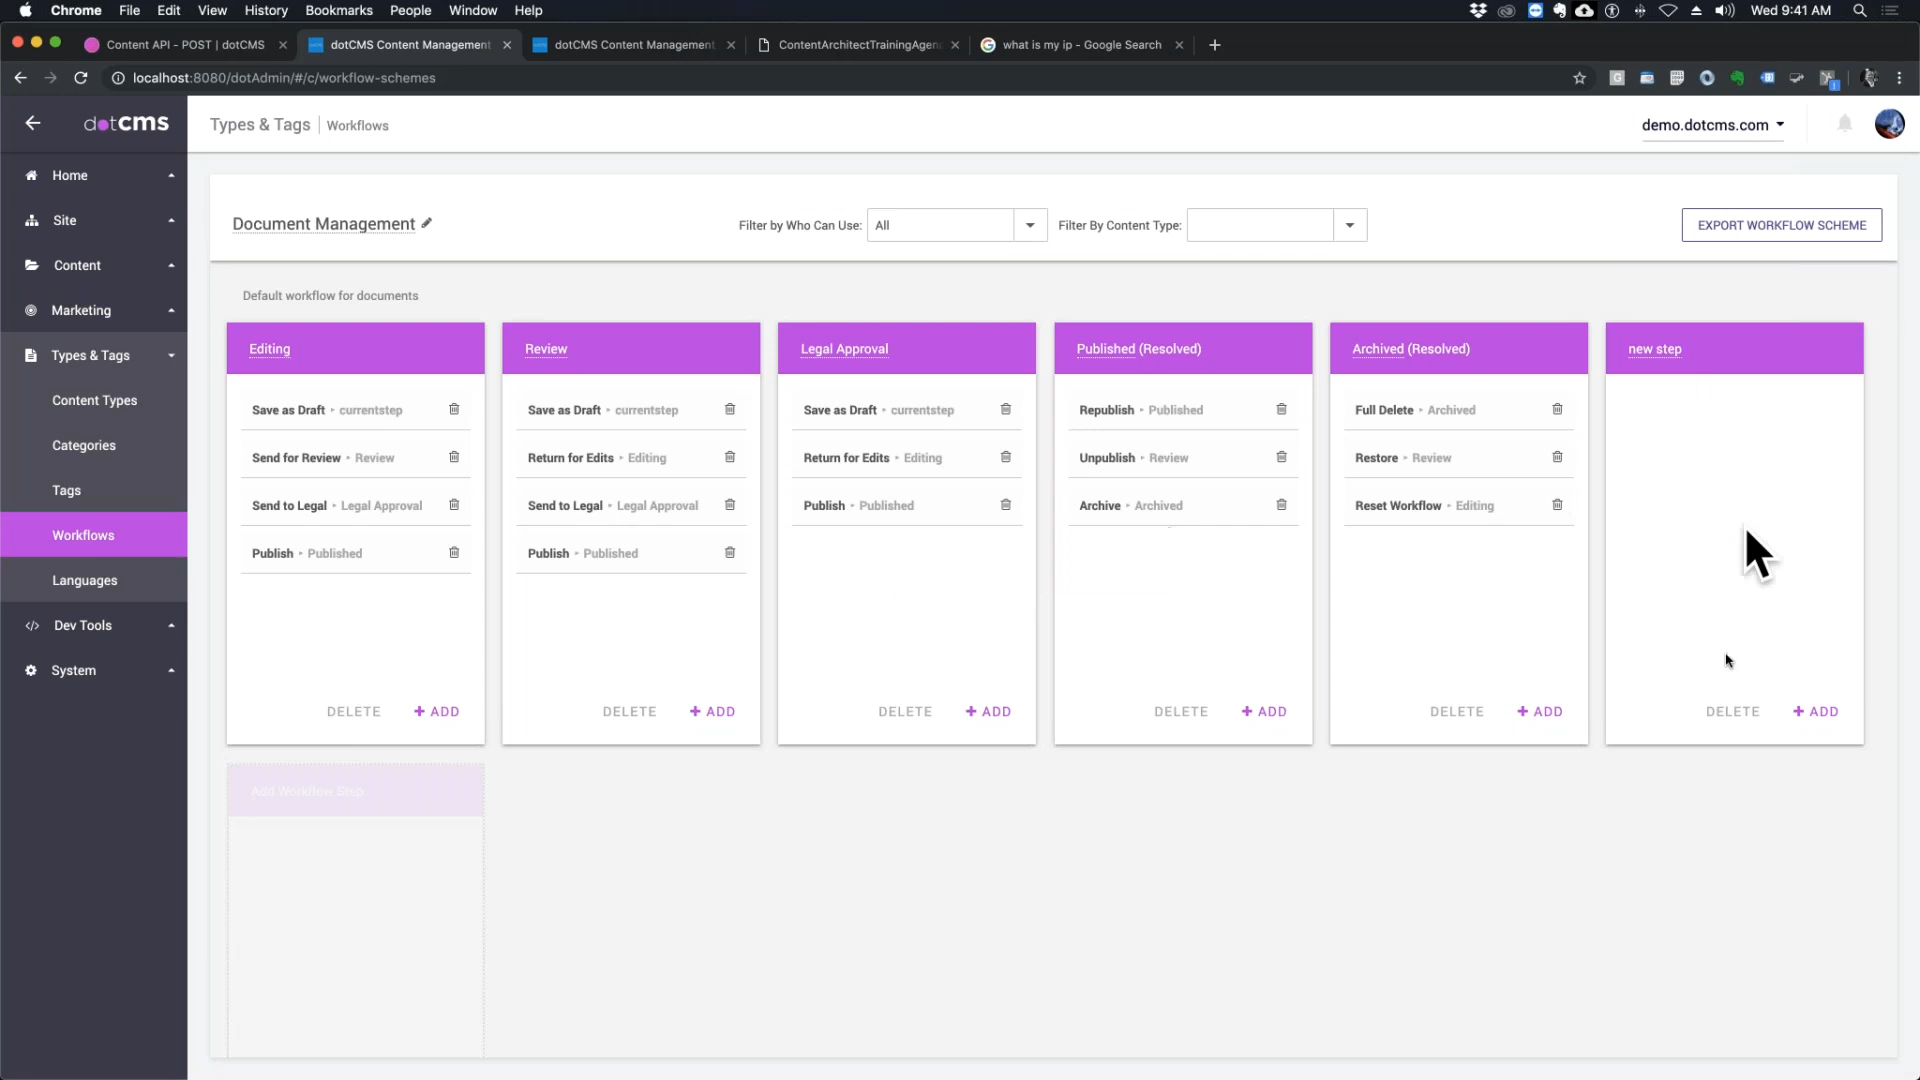 Chrome File Edit View History Bookmarks People Window Help Wed 9:41 AM
Content API - POST | dotCMS dotCMS Content Management dotCMS Content Management ContentArchitectTrainingAgen what is my ip - Google Search
localhost:8080/dotAdmin/#/c/workflow-schemes
dotCMS
Types & Tags | Workflows
demo.dotcms.com
Home
Site
Content
Marketing
Types & Tags
Content Types
Categories
Tags
Workflows
Languages
Dev Tools
System
Document Management
Filter by Who Can Use: All Filter By Content Type:
EXPORT WORKFLOW SCHEME
Default workflow for documents
Editing
Save as Draft ‣ currentstep
Send for Review ‣ Review
Send to Legal ‣ Legal Approval
Publish ‣ Published
DELETE + ADD
Review
Save as Draft ‣ currentstep
Return for Edits ‣ Editing
Send to Legal ‣ Legal Approval
Publish ‣ Published
DELETE + ADD
Legal Approval
Save as Draft ‣ currentstep
Return for Edits ‣ Editing
Publish ‣ Published
DELETE + ADD
Published (Resolved)
Republish ‣ Published
Unpublish ‣ Review
Archive ‣ Archived
DELETE + ADD
Archived (Resolved)
Full Delete ‣ Archived
Restore ‣ Review
Reset Workflow ‣ Editing
DELETE + ADD
new step
DELETE + ADD
Add Workflow Step